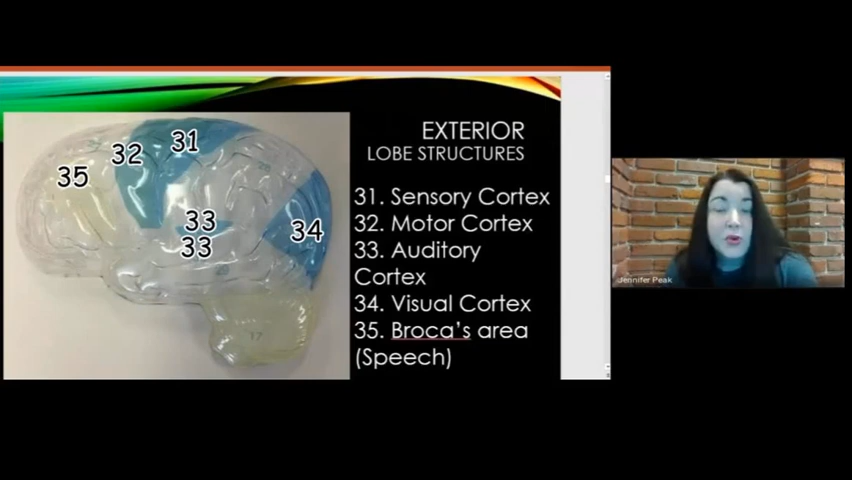 EXTERIOR
LOBE STRUCTURES
35
32
31
33
33
34
17
31. Sensory Cortex
32. Motor Cortex
33. Auditory
Cortex
34. Visual Cortex
35. Broca's area
(Speech)
Jennifer Peak